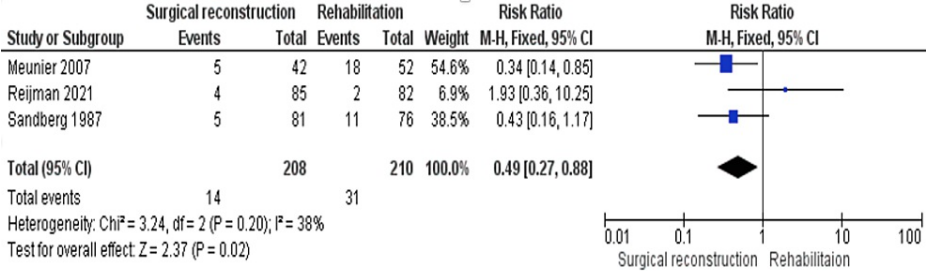 Surgical reconstruction Rehabilitation Risk Ratio Risk Ratio
Study or Subgroup Events Total Events Total Weight M-H, Fixed, 95% CI M-H, Fixed, 95% CI
Meunier 2007 5 42 18 52 54.6% 0.34 [0.14, 0.85]
Reijman 2021 4 85 2 82 6.9% 1.93 [0.36, 10.25]
Sandberg 1987 5 81 11 76 38.5% 0.43 [0.16, 1.17]
Total (95% CI) 208 210 100.0% 0.49 [0.27, 0.88]
Total events 14 31
Heterogeneity: Chi² = 3.24, df = 2 (P = 0.20); I² = 38%
Test for overall effect: Z = 2.37 (P = 0.02)
0.01 0.1 1 10 100
Surgical reconstruction Rehabilitaion